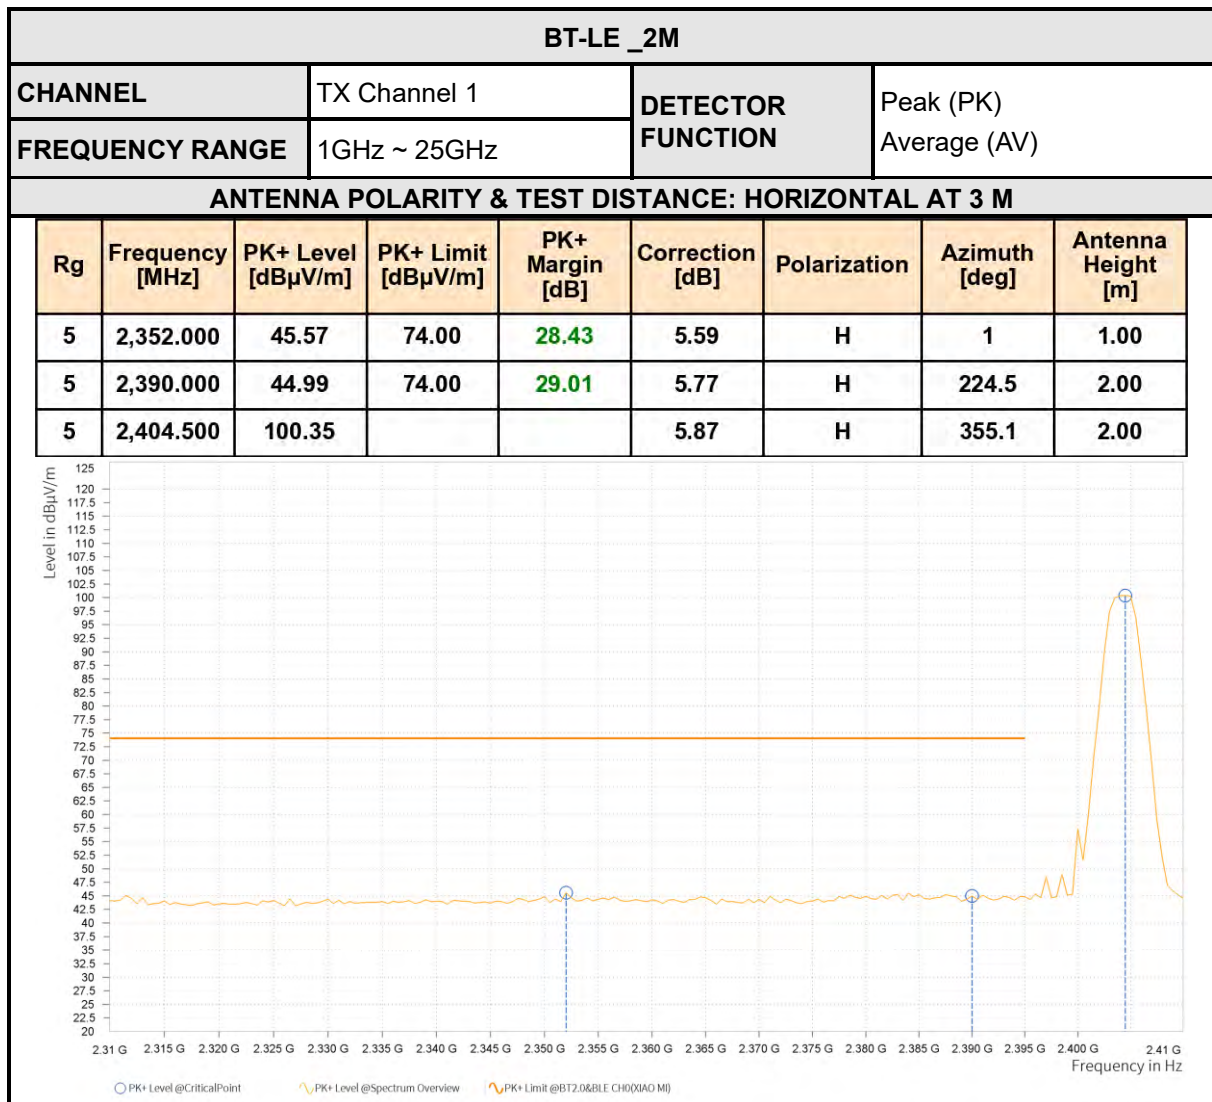 BT-LE _2M
CHANNEL TX Channel 1
DETECTOR FUNCTION
Peak (PK)
Average (AV)
FREQUENCY RANGE 1GHz ~ 25GHz
ANTENNA POLARITY & TEST DISTANCE: HORIZONTAL AT 3 M
Rg Frequency [MHz] PK+ Level [dBµV/m] PK+ Limit [dBµV/m] PK+ Margin [dB] Correction [dB] Polarization Azimuth [deg] Antenna Height [m]
5 2,352.000 45.57 74.00 28.43 5.59 H 1 1.00
5 2,390.000 44.99 74.00 29.01 5.77 H 224.5 2.00
5 2,404.500 100.35 5.87 H 355.1 2.00
Level in dBµV/m
125
120
117.5
115
112.5
110
107.5
105
102.5
100
97.5
95
92.5
90
87.5
85
82.5
80
77.5
75
72.5
70
67.5
65
62.5
60
57.5
55
52.5
50
47.5
45
42.5
40
37.5
35
32.5
30
27.5
25
22.5
20
2.31 G 2.315 G 2.320 G 2.325 G 2.330 G 2.335 G 2.340 G 2.345 G 2.350 G 2.355 G 2.360 G 2.365 G 2.370 G 2.375 G 2.380 G 2.385 G 2.390 G 2.395 G 2.400 G 2.41 G
Frequency in Hz
PK+ Level @CriticalPoint PK+ Level @Spectrum Overview PK+ Limit @BT2.0&BLE CH0(XIAO MI)